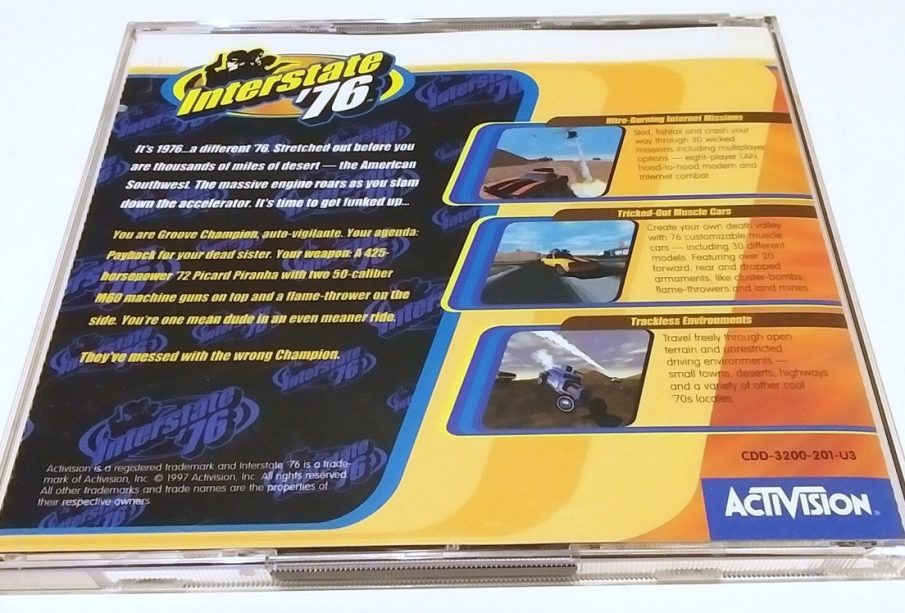 Interstate
'76
It's 1976...a different '76. Stretched out before you
are thousands of miles of desert — the American
Southwest. The massive engine roars as you slam
down the accelerator. It's time to get funked up...
You are Groove Champion, auto-vigilante. Your agenda:
Payback for your dead sister. Your weapon: A 425-
horsepower '72 Picard Piranha with two 50-caliber
M60 machine guns on top and a flame-thrower on the
side. You're one mean dude in an even meaner ride.
They've messed with the wrong Champion.
Activision is a registered trademark and Interstate '76 is a trade-
mark of Activision, Inc. © 1997 Activision, Inc. All rights reserved.
All other trademarks and trade names are the properties of
their respective owners.
Nitro-Burning Internet Missions
Skid, fishtail and crash your
way through 30 wicked
missions including multiplayer
options — eight-player LAN,
hood-to-hood modem and
Internet combat.
Tricked-Out Muscle Cars
Create your own death valley
with 76 customizable muscle
cars — including 30 different
models. Featuring over 20
forward, rear and dropped
armaments, like cluster-bombs,
flame-throwers and land mines.
Trackless Environments
Travel freely through open
terrain and unrestricted
driving environments —
small towns, deserts, highways
and a variety of other cool
'70s locales.
CDD-3200-201-U3
ACTIVISION